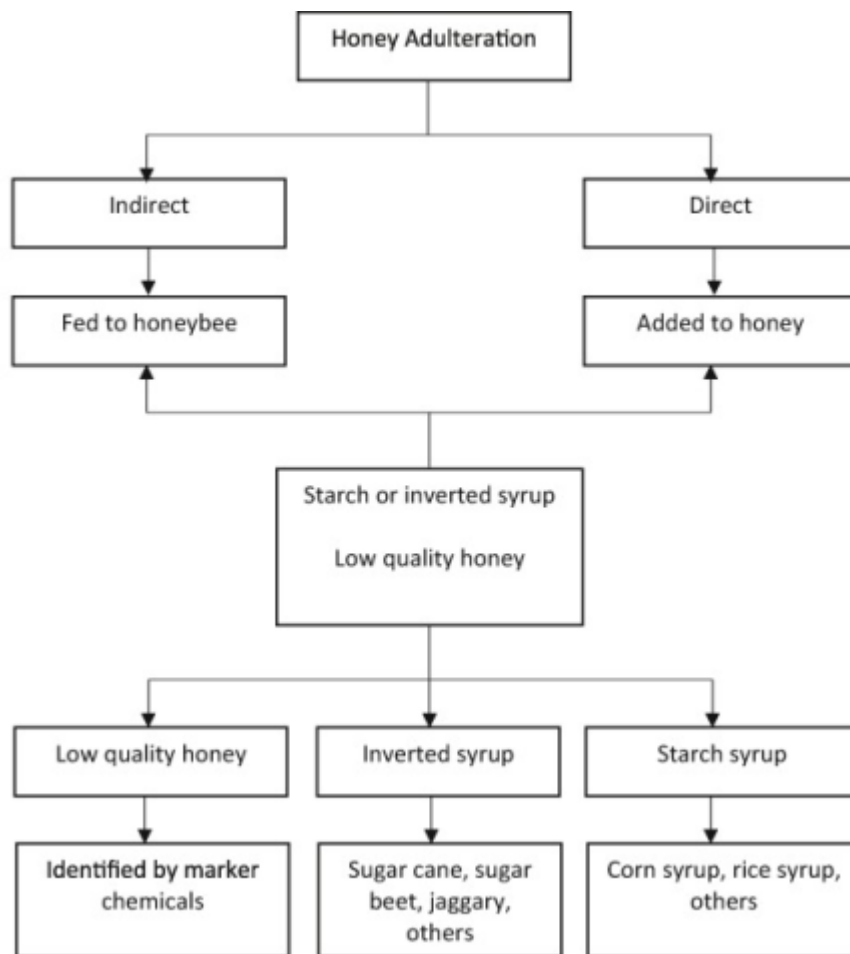 Honey Adulteration
Indirect
Direct
Fed to honeybee
Added to honey
Starch or inverted syrup
Low quality honey
Low quality honey
Inverted syrup
Starch syrup
Identified by marker
chemicals
Sugar cane, sugar
beet, jaggary,
others
Corn syrup, rice syrup,
others